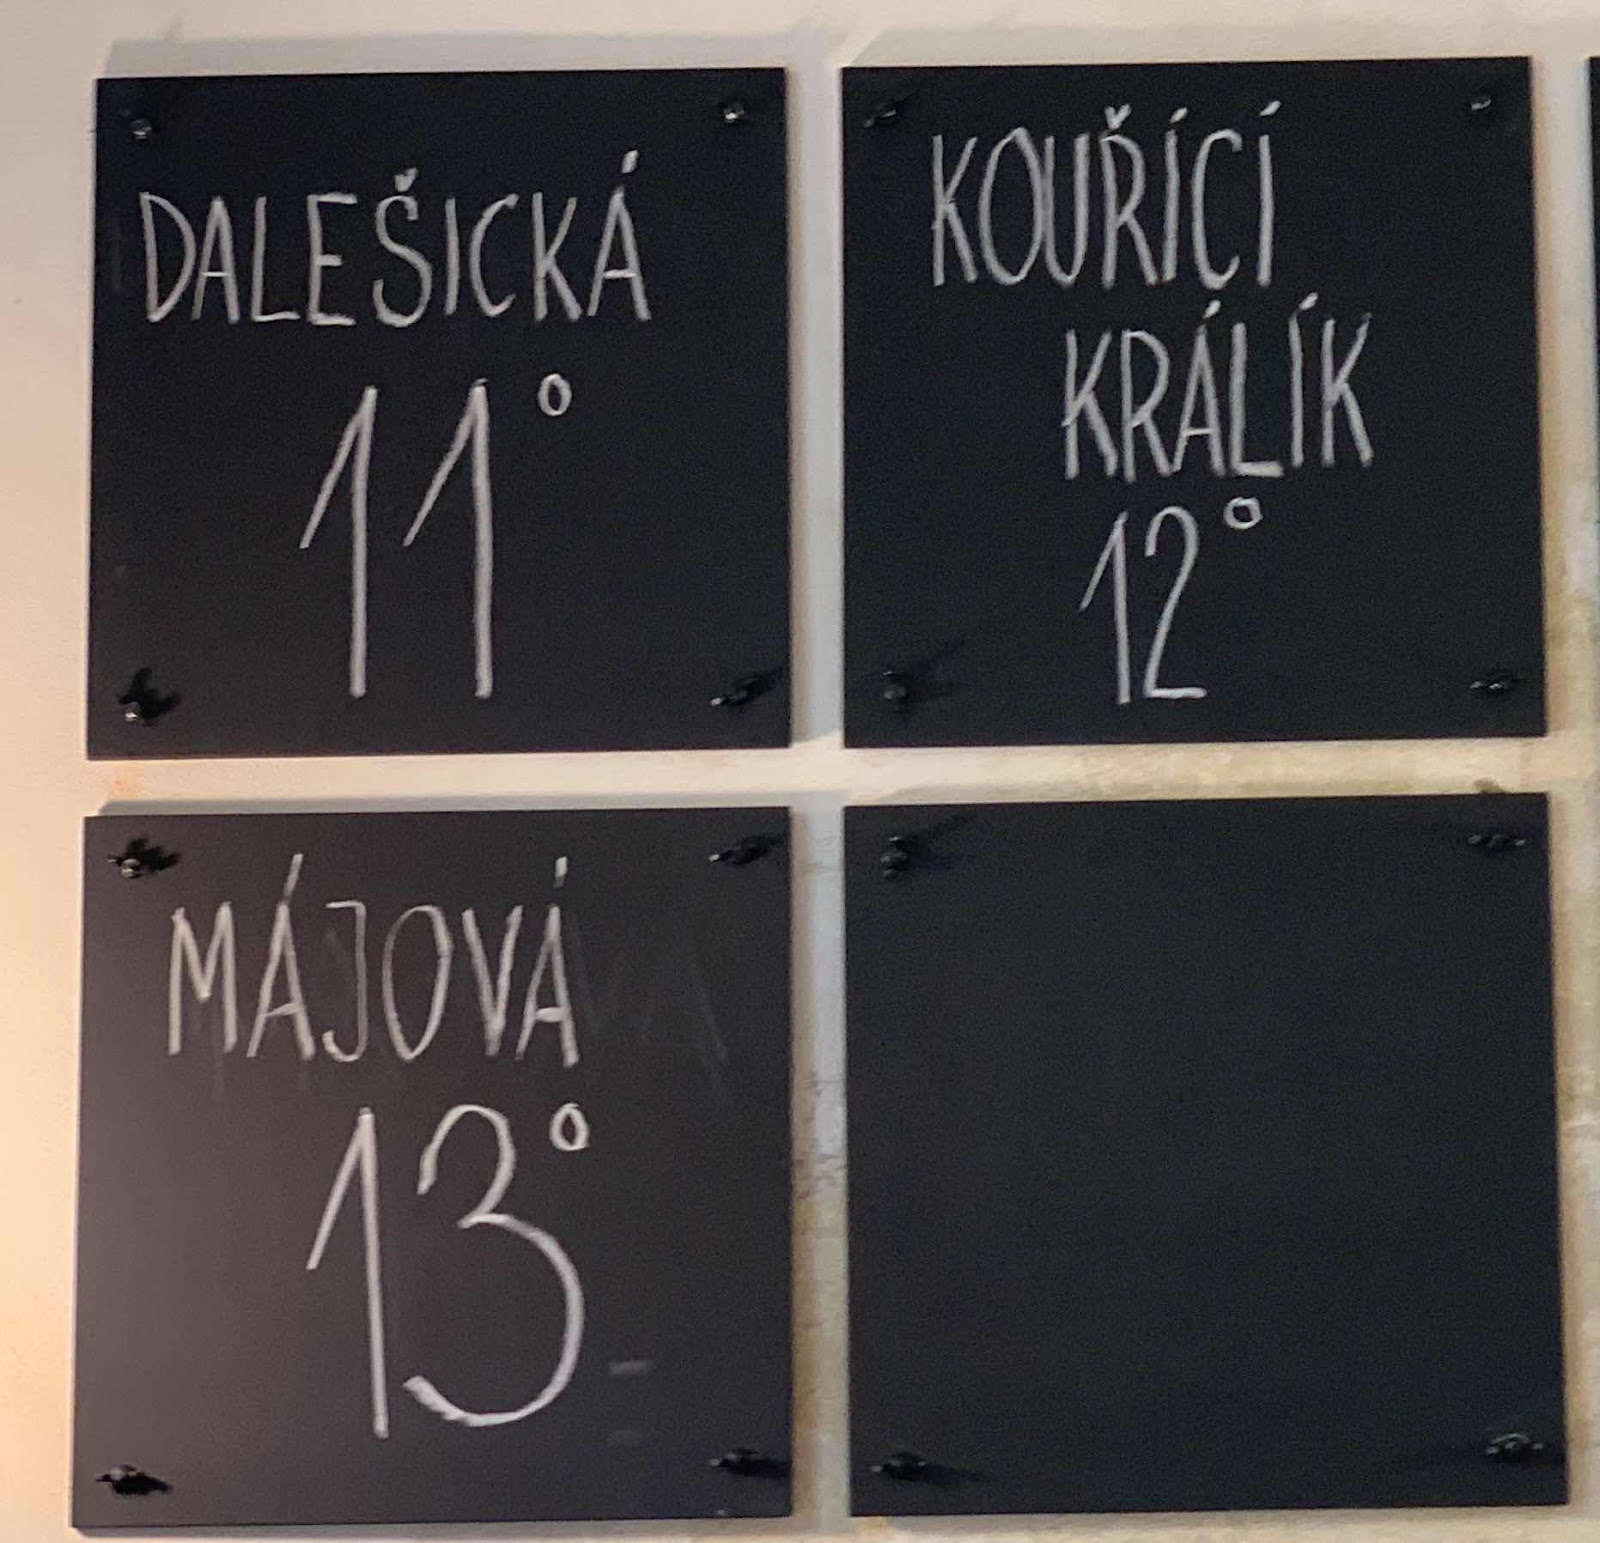 DALEŠICKÁ
11°
KOUŘÍCÍ
KRÁLÍK
12°
MÁJOVÁ
13°